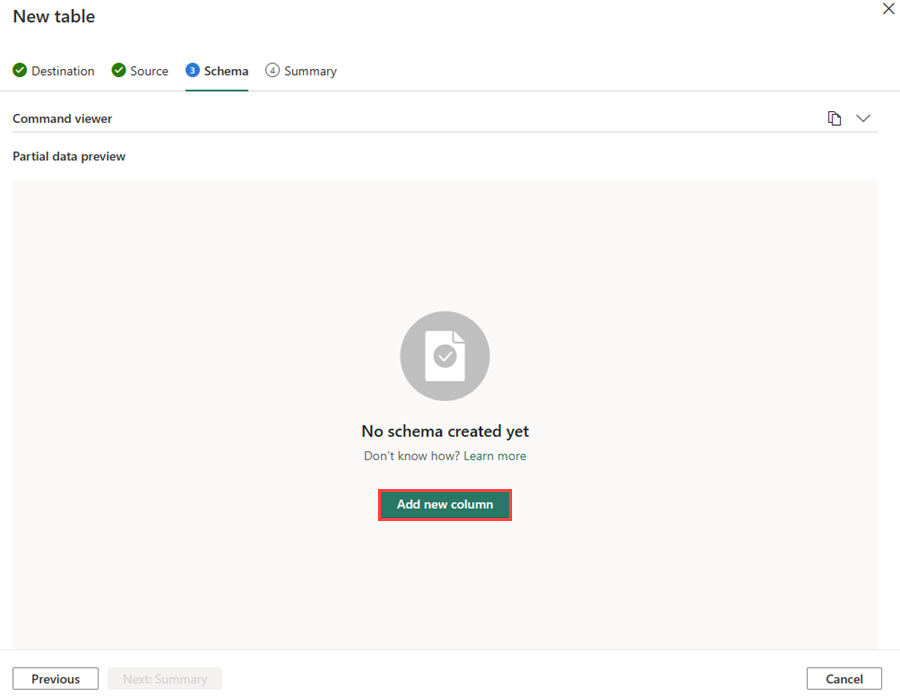 New table
Destination Source 3 Schema 4 Summary
Command viewer
Partial data preview
No schema created yet
Don't know how? Learn more
Add new column
Previous Next: Summary Cancel